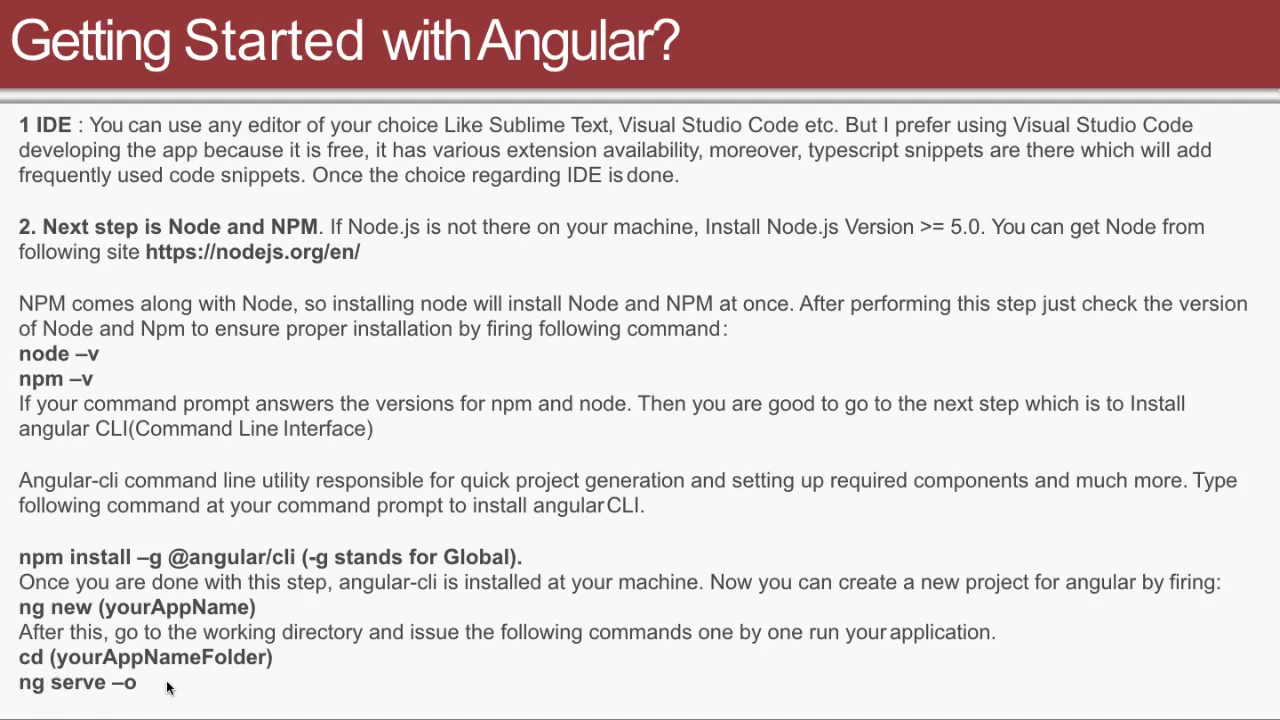 Getting Started with Angular?
1 IDE : You can use any editor of your choice Like Sublime Text, Visual Studio Code etc. But I prefer using Visual Studio Code
developing the app because it is free, it has various extension availability, moreover, typescript snippets are there which will add
frequently used code snippets. Once the choice regarding IDE is done.
2. Next step is Node and NPM. If Node.js is not there on your machine, Install Node.js Version >= 5.0. You can get Node from
following site https://nodejs.org/en/
NPM comes along with Node, so installing node will install Node and NPM at once. After performing this step just check the version
of Node and Npm to ensure proper installation by firing following command:
node –v
npm –v
If your command prompt answers the versions for npm and node. Then you are good to go to the next step which is to Install
angular CLI(Command Line Interface)
Angular-cli command line utility responsible for quick project generation and setting up required components and much more. Type
following command at your command prompt to install angular CLI.
npm install –g @angular/cli (-g stands for Global).
Once you are done with this step, angular-cli is installed at your machine. Now you can create a new project for angular by firing:
ng new (yourAppName)
After this, go to the working directory and issue the following commands one by one run your application.
cd (yourAppNameFolder)
ng serve –o